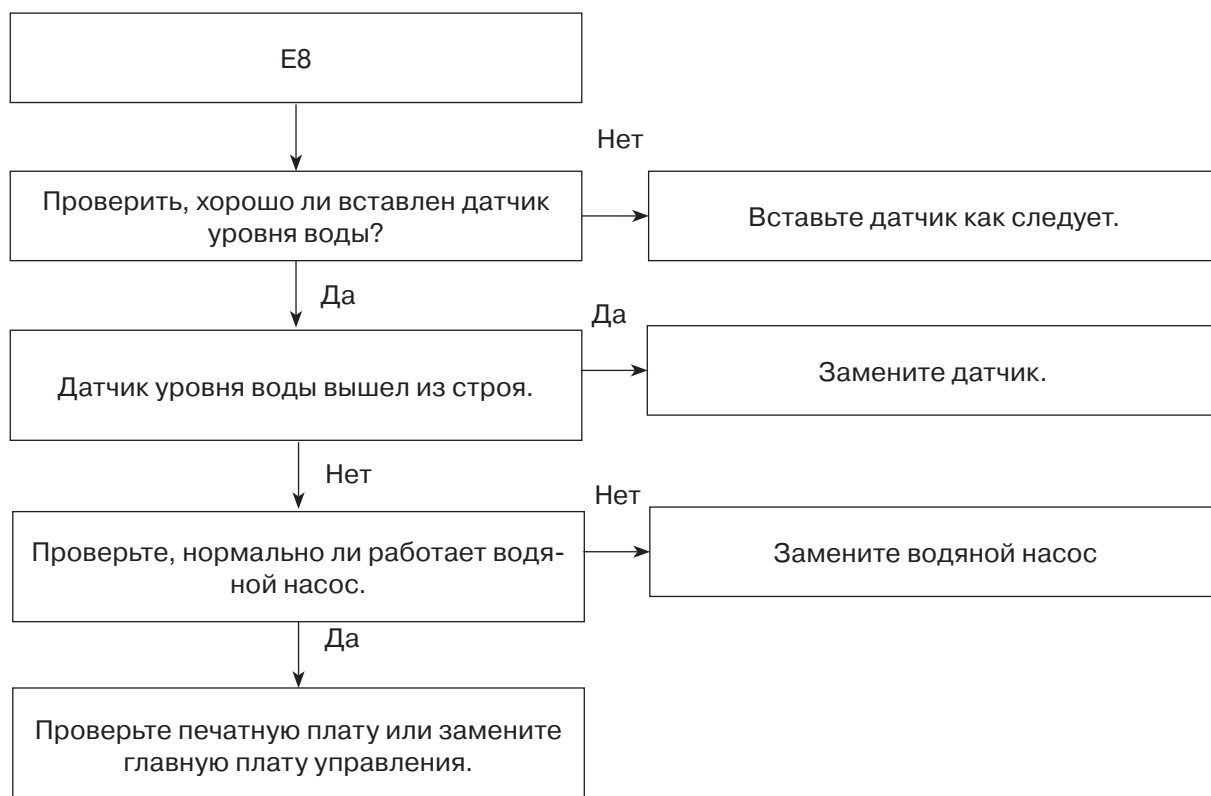 E8
Нет
Проверить, хорошо ли вставлен датчик
уровня воды?
Вставьте датчик как следует.
Да
Да
Датчик уровня воды вышел из строя.
Замените датчик.
Нет
Нет
Проверьте, нормально ли работает водя-
ной насос.
Замените водяной насос
Да
Проверьте печатную плату или замените
главную плату управления.